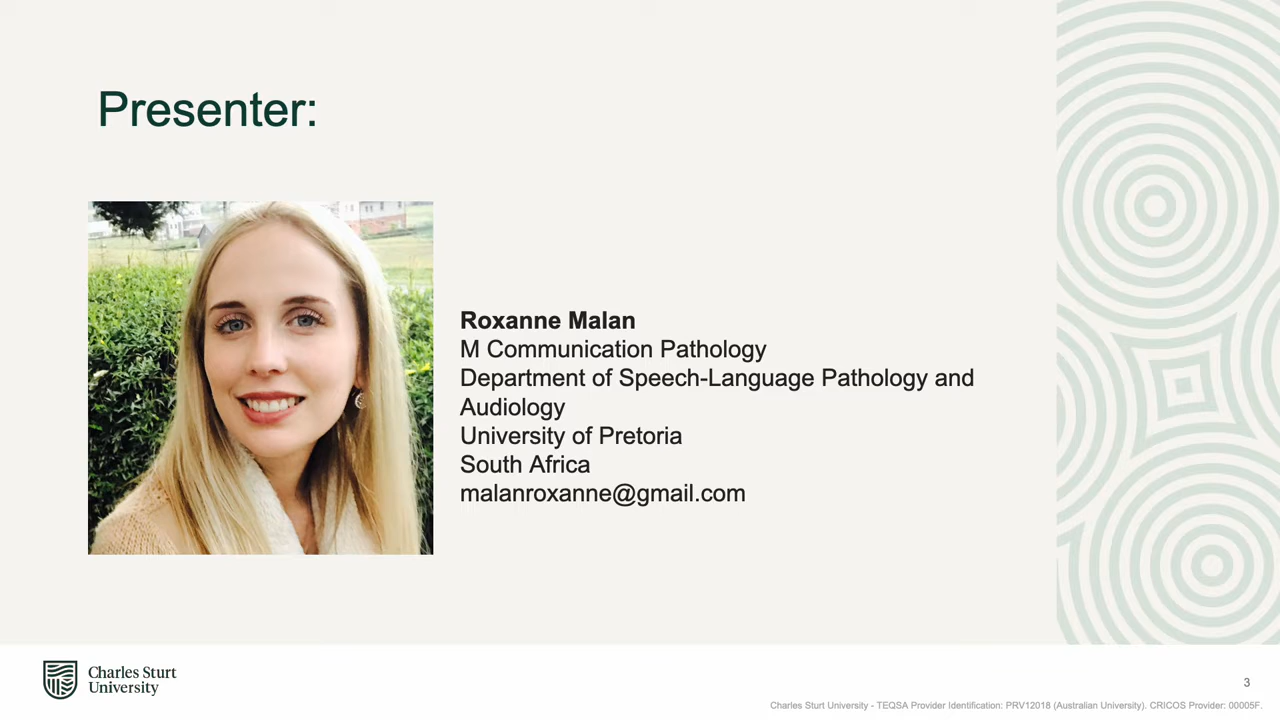 Presenter:
Roxanne Malan
M Communication Pathology
Department of Speech-Language Pathology and
Audiology
University of Pretoria
South Africa
malanroxanne@gmail.com
Charles Sturt
University
3
Charles Sturt University - TEQSA Provider Identification: PRV12018 (Australian University). CRICOS Provider: 00005F.